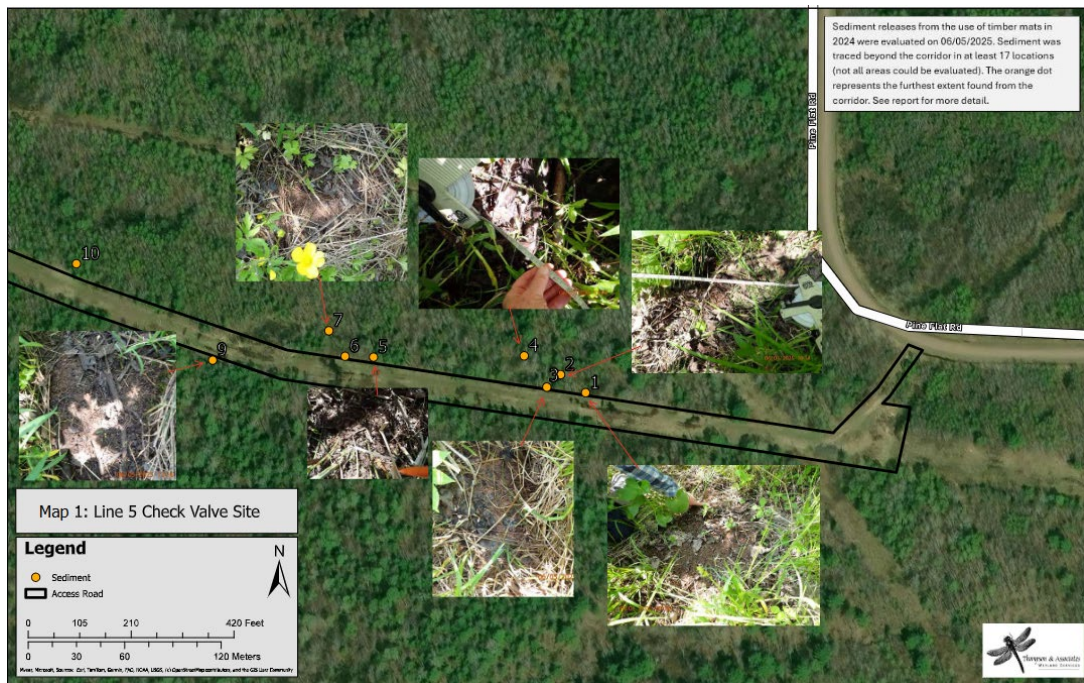 Sediment releases from the use of timber mats in
2024 were evaluated on 06/05/2025. Sediment was
traced beyond the corridor in at least 17 locations
(not all areas could be evaluated). The orange dot
represents the furthest extent found from the
corridor. See report for more detail.
Pine Flat Rd
Pine Flat Rd
10
7
6
5
4
9
3
2
1
Map 1: Line 5 Check Valve Site
Legend
N
Sediment
Access Road
0 105 210 420 Feet
0 30 60 120 Meters
Thompson & Associates
Wetland Services